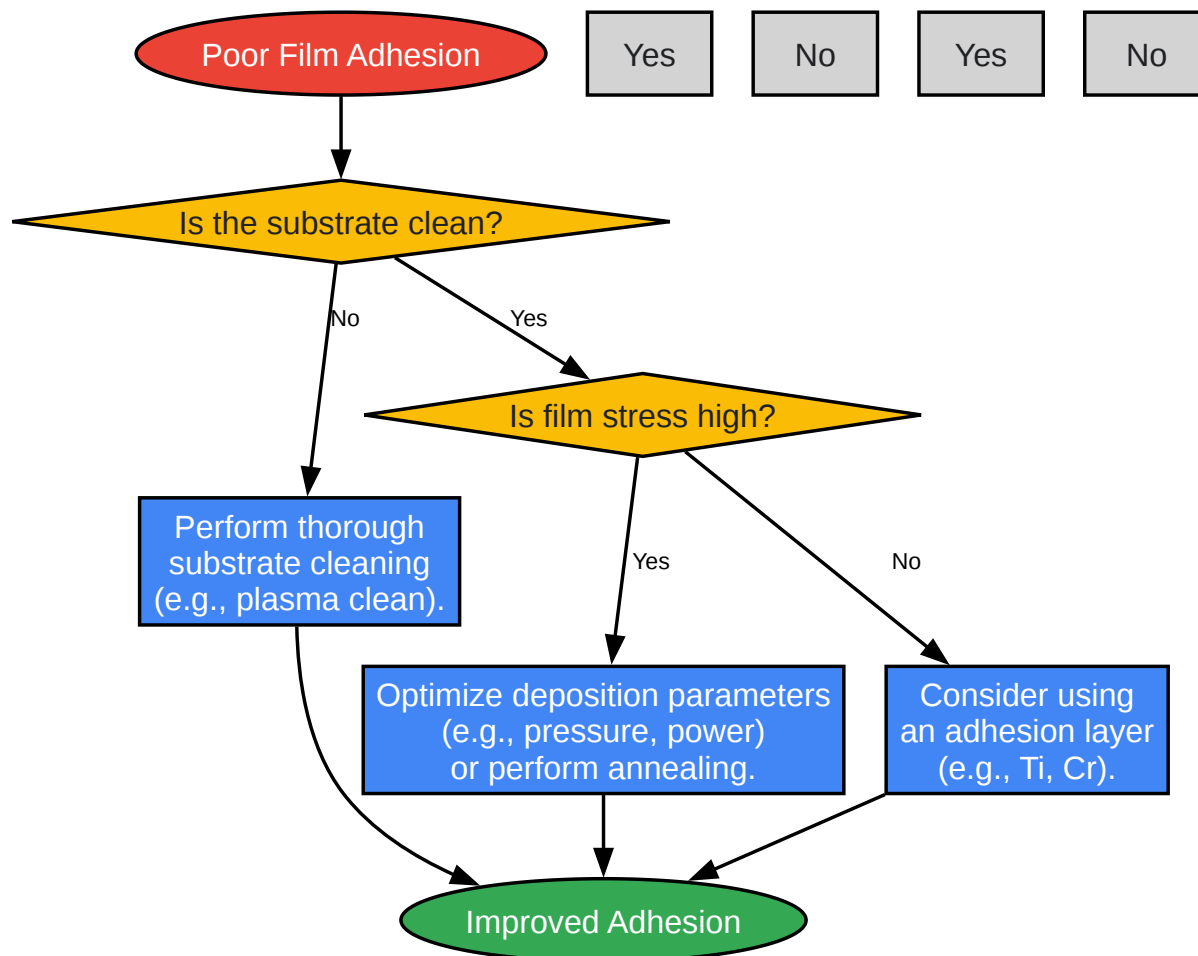 Poor Film Adhesion
Yes
No
Yes
No
Is the substrate clean?
No
Yes
Is film stress high?
Perform thorough
substrate cleaning
(e.g., plasma clean).
Yes
No
Optimize deposition parameters
(e.g., pressure, power)
or perform annealing.
Consider using
an adhesion layer
(e.g., Ti, Cr).
Improved Adhesion